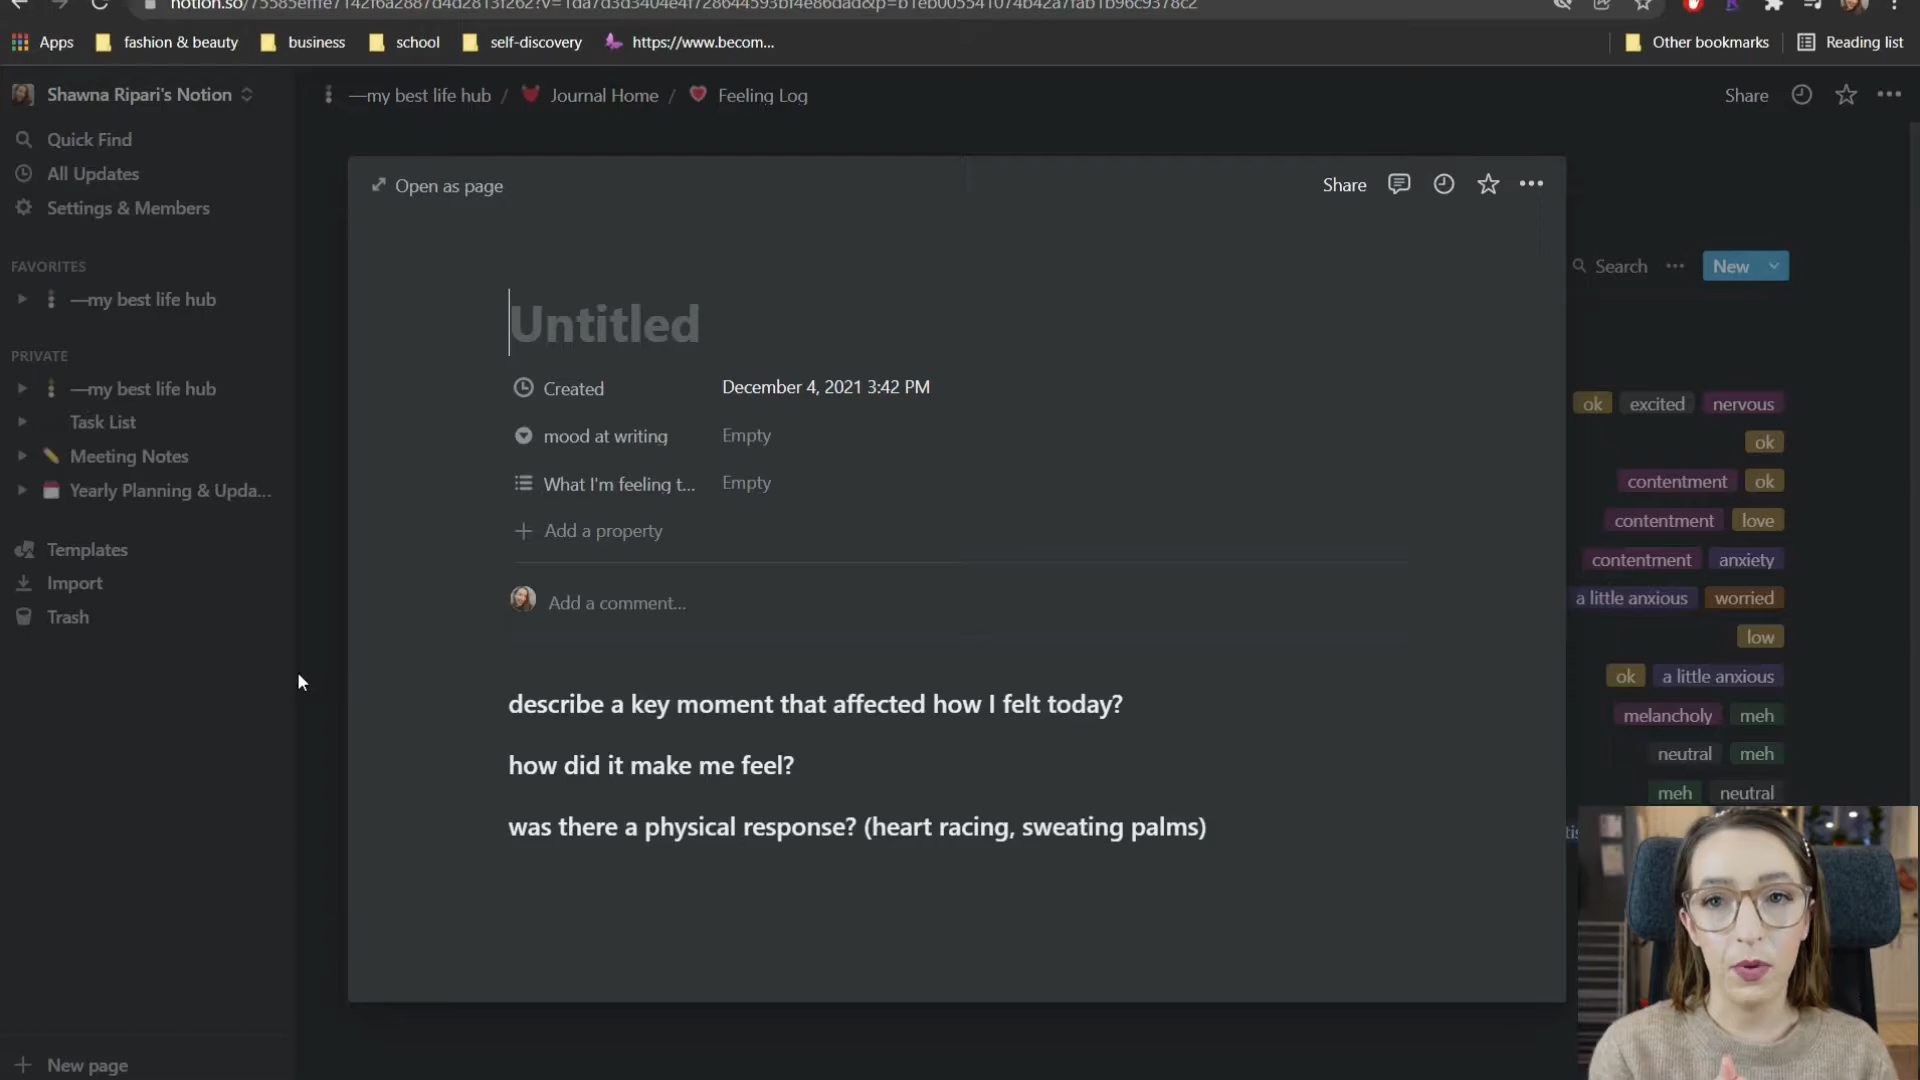 Apps fashion & beauty business school self-discovery https://www.becom... Other bookmarks Reading list
Shawna Ripari's Notion
—my best life hub / Journal Home / Feeling Log
Share
Quick Find
All Updates
Settings & Members
FAVORITES
—my best life hub
PRIVATE
—my best life hub
Task List
Meeting Notes
Yearly Planning & Upda...
Templates
Import
Trash
New page
Open as page
Share
Untitled
Created December 4, 2021 3:42 PM
mood at writing Empty
What I'm feeling t... Empty
Add a property
Add a comment...
describe a key moment that affected how I felt today?
how did it make me feel?
was there a physical response? (heart racing, sweating palms)
Search New
ok excited nervous
ok
contentment ok
contentment love
contentment anxiety
a little anxious worried
low
ok a little anxious
melancholy meh
neutral meh
meh neutral